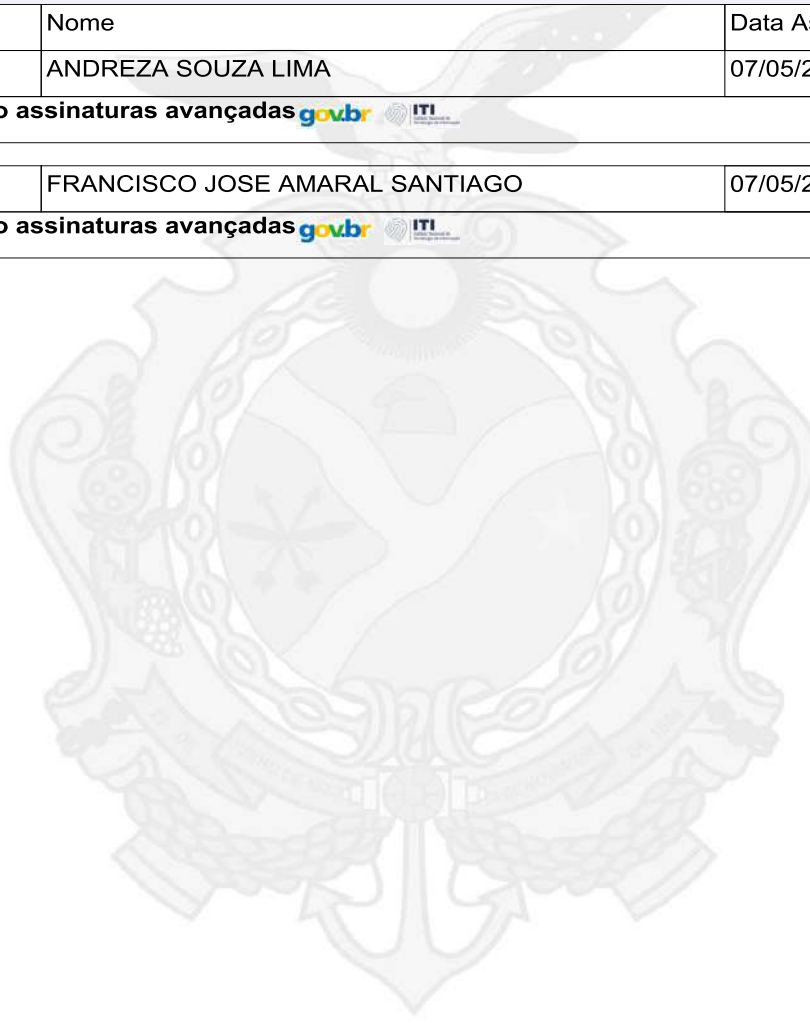 Nome Data As
ANDREZA SOUZA LIMA 07/05/2
o assinaturas avançadas gov.br ITI
FRANCISCO JOSE AMARAL SANTIAGO 07/05/2
o assinaturas avançadas gov.br ITI